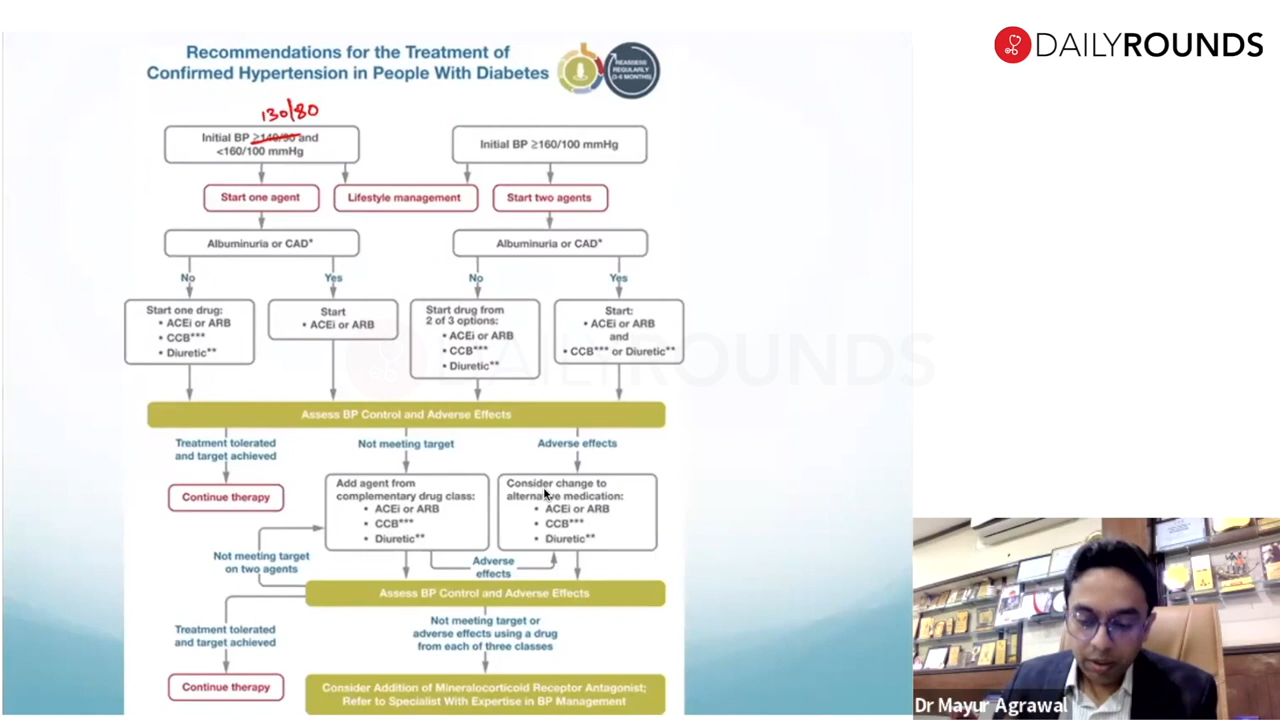 DAILYROUNDS
Recommendations for the Treatment of
Confirmed Hypertension in People With Diabetes
REASSESS
REGULARLY
(3-6 MONTHS)
130/80
Initial BP ≥140/90 and
<160/100 mmHg
Initial BP ≥160/100 mmHg
Start one agent
Lifestyle management
Start two agents
Albuminuria or CAD*
Albuminuria or CAD*
No
Yes
No
Yes
Start one drug:
• ACEi or ARB
• CCB***
• Diuretic**
Start
• ACEi or ARB
Start drug from
2 of 3 options:
• ACEi or ARB
• CCB***
• Diuretic**
Start:
• ACEi or ARB
and
• CCB*** or Diuretic**
DAILYROUNDS
Assess BP Control and Adverse Effects
Treatment tolerated
and target achieved
Not meeting target
Adverse effects
Continue therapy
Add agent from
complementary drug class:
• ACEi or ARB
• CCB***
• Diuretic**
Consider change to
alternative medication:
• ACEi or ARB
• CCB***
• Diuretic**
Not meeting target
on two agents
Adverse
effects
Assess BP Control and Adverse Effects
Treatment tolerated
and target achieved
Not meeting target or
adverse effects using a drug
from each of three classes
Continue therapy
Consider Addition of Mineralocorticoid Receptor Antagonist;
Refer to Specialist With Expertise in BP Management
Dr Mayur Agrawal